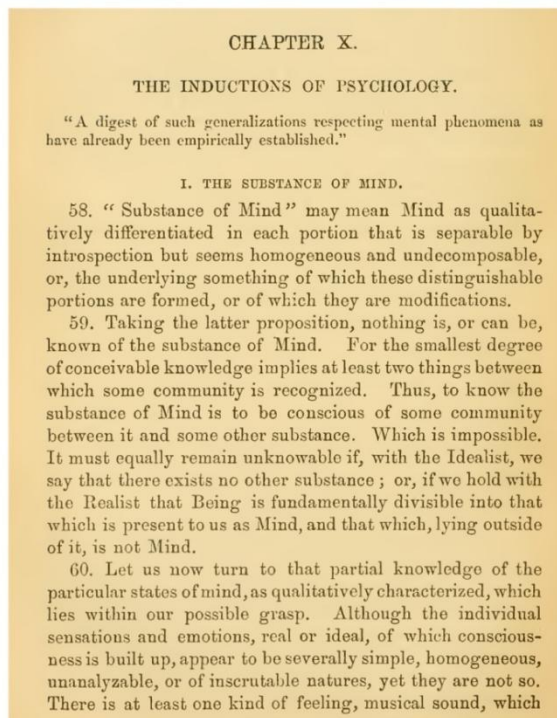 CHAPTER X.
THE INDUCTIONS OF PSYCHOLOGY.
"A digest of such generalizations respecting mental phenomena as
have already been empirically established."
I. THE SUBSTANCE OF MIND.
58. "Substance of Mind" may mean Mind as qualita-
tively differentiated in each portion that is separable by
introspection but seems homogeneous and undecomposable,
or, the underlying something of which these distinguishable
portions are formed, or of which they are modifications.
59. Taking the latter proposition, nothing is, or can be,
known of the substance of Mind. For the smallest degree
of conceivable knowledge implies at least two things between
which some community is recognized. Thus, to know the
substance of Mind is to be conscious of some community
between it and some other substance. Which is impossible.
It must equally remain unknowable if, with the Idealist, we
say that there exists no other substance; or, if we hold with
the Realist that Being is fundamentally divisible into that
which is present to us as Mind, and that which, lying outside
of it, is not Mind.
60. Let us now turn to that partial knowledge of the
particular states of mind, as qualitatively characterized, which
lies within our possible grasp. Although the individual
sensations and emotions, real or ideal, of which conscious-
ness is built up, appear to be severally simple, homogeneous,
unanalyzable, or of inscrutable natures, yet they are not so.
There is at least one kind of feeling, musical sound, which